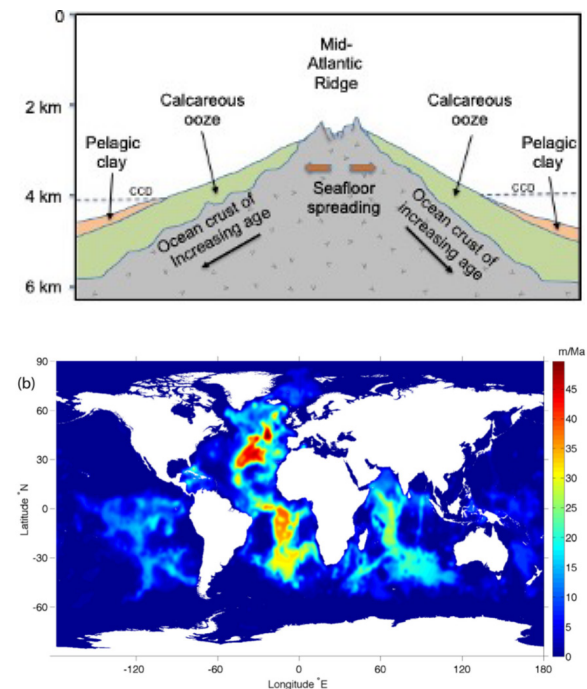 0
2 km
4 km
6 km
Mid-
Atlantic
Ridge
Calcareous
ooze
Calcareous
ooze
Pelagic
clay
Pelagic
clay
CCD
CCD
Seafloor
spreading
Ocean crust of
Increasing age
Ocean crust of
increasing age
(b)
m/Ma
90
60
30
0
-30
-60
-90
Latitude °N
-120
-60
0
60
120
180
Longitude °E
45
40
35
30
25
20
15
10
5
0